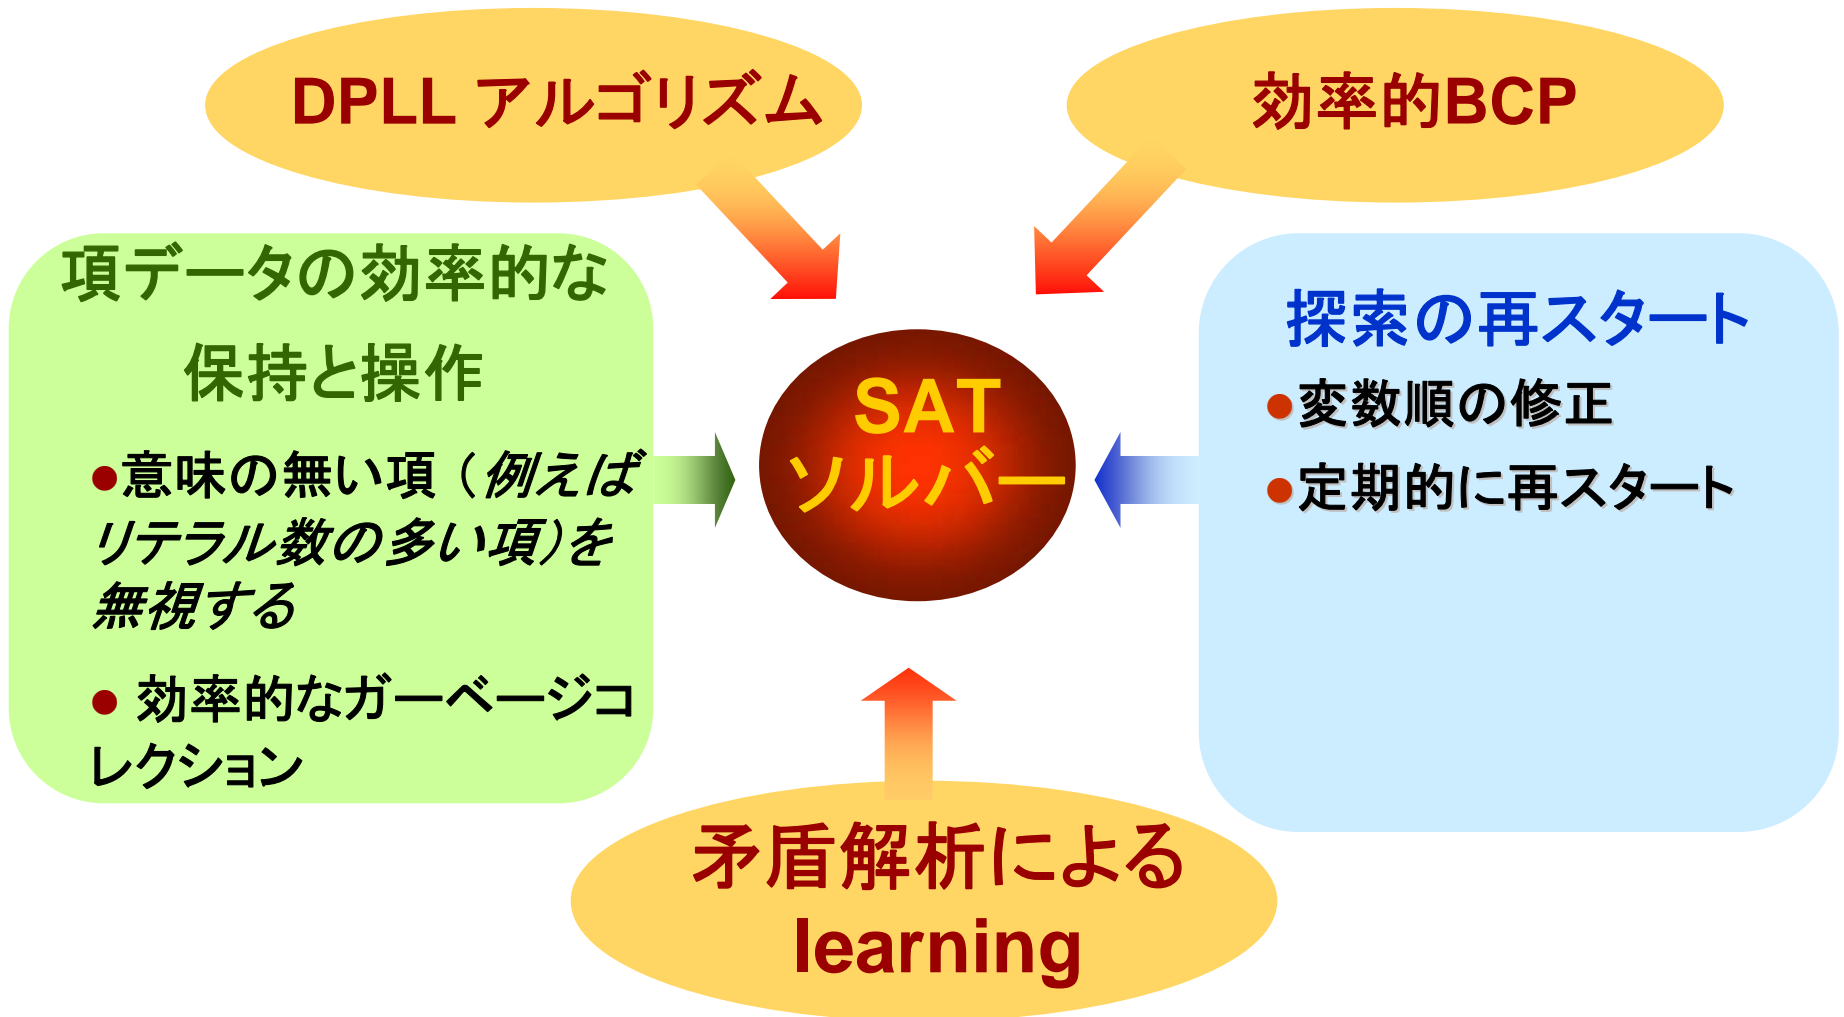 DPLL アルゴリズム
効率的BCP
項データの効率的な
保持と操作
●意味の無い項（例えば
リテラル数の多い項）を
無視する
● 効率的なガーベージコ
レクション
SAT
ソルバー
探索の再スタート
●変数順の修正
●定期的に再スタート
矛盾解析による
learning